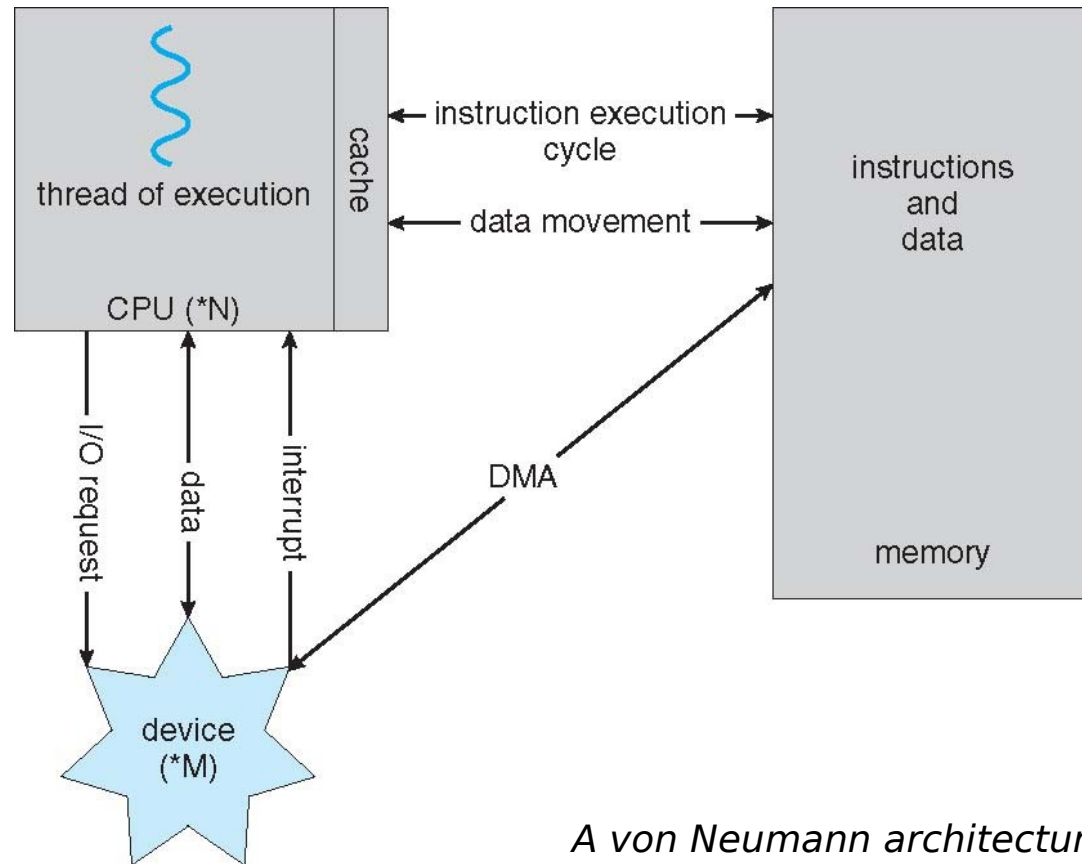 thread of execution
cache
CPU (*N)
instruction execution
cycle
data movement
instructions
and
data
memory
I/O request
data
interrupt
DMA
device
(*M)
A von Neumann architectur